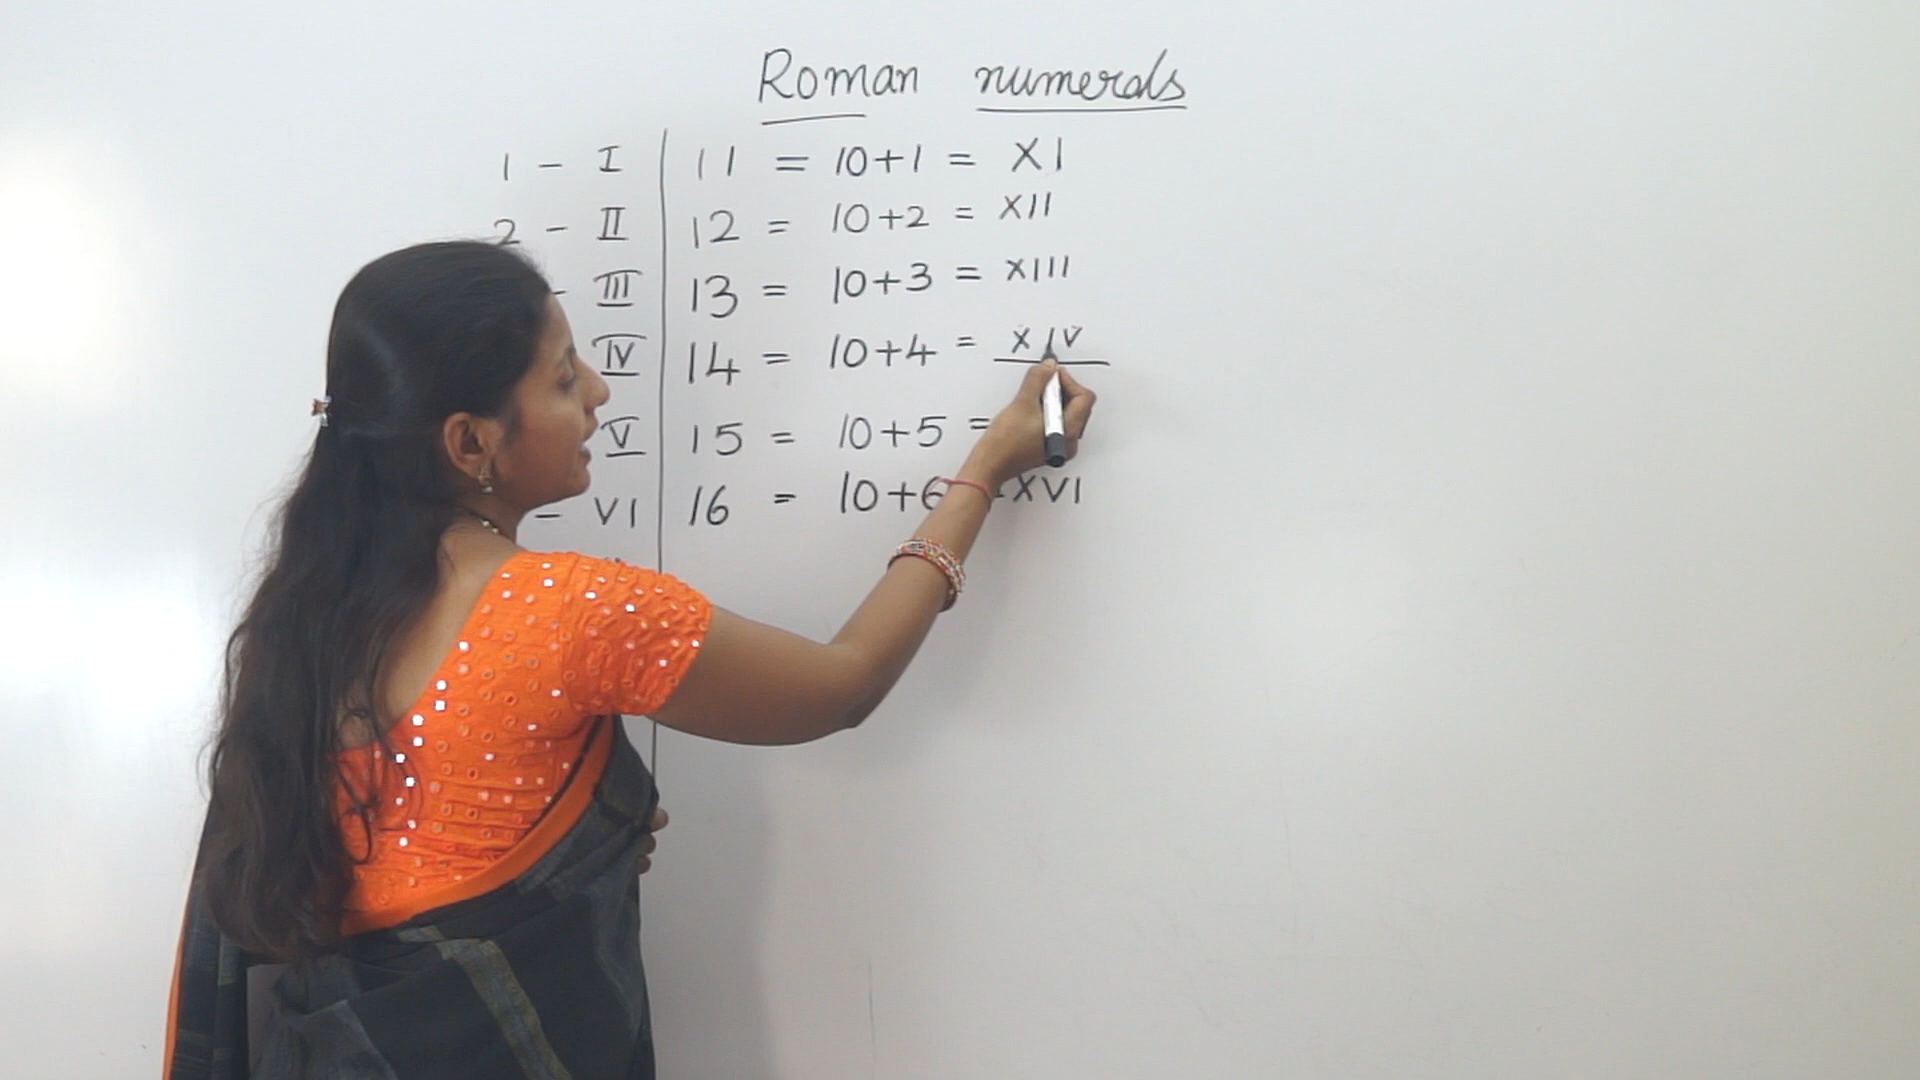 Roman numerals
1 - I | 11 = 10+1 = XI
2 - II | 12 = 10+2 = XII
- III | 13 = 10+3 = XIII
IV | 14 = 10+4 = XIV
V | 15 = 10+5 =
- VI | 16 = 10+6 = XVI